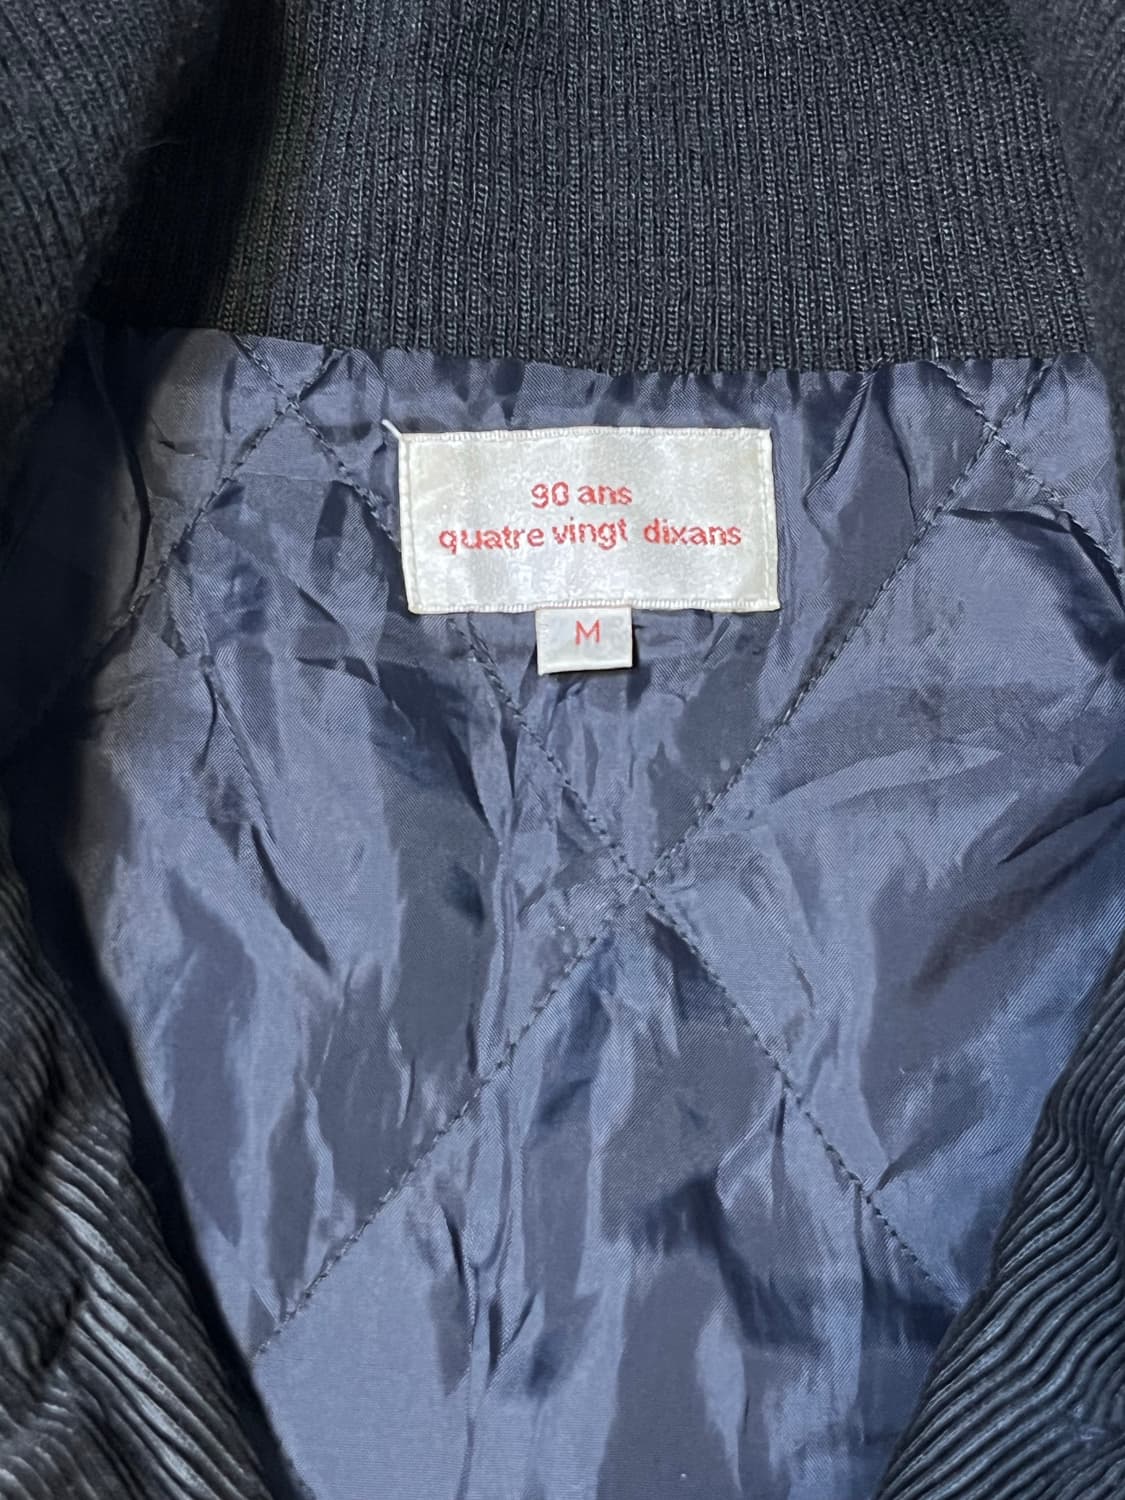 90 ans
quatre vingt dixans
M